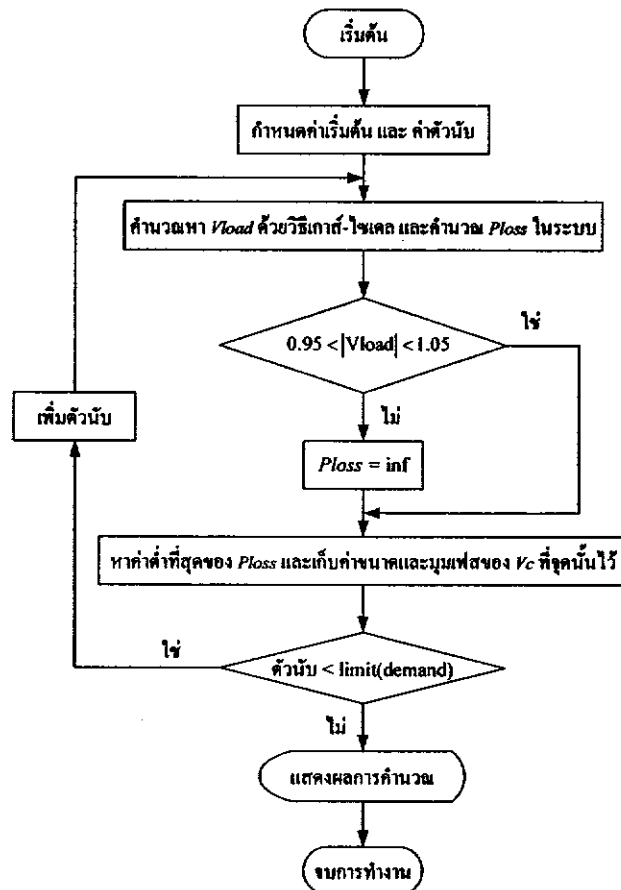 เริ่มต้น
กำหนดค่าเริ่มต้น และ ค่าตัวนับ
คำนวณหา Vload ด้วยวิธีเกาส์-ไซเดล และคำนวณ Ploss ในระบบ
0.95 < |Vload| < 1.05
ใช่
ไม่
เพิ่มตัวนับ
Ploss = inf
หาค่าต่ำที่สุดของ Ploss และเก็บค่าขนาดและมุมเฟสของ Vc ที่จุดนั้นไว้
ใช่
ตัวนับ < limit(demand)
ไม่
แสดงผลการคำนวณ
จบการทำงาน